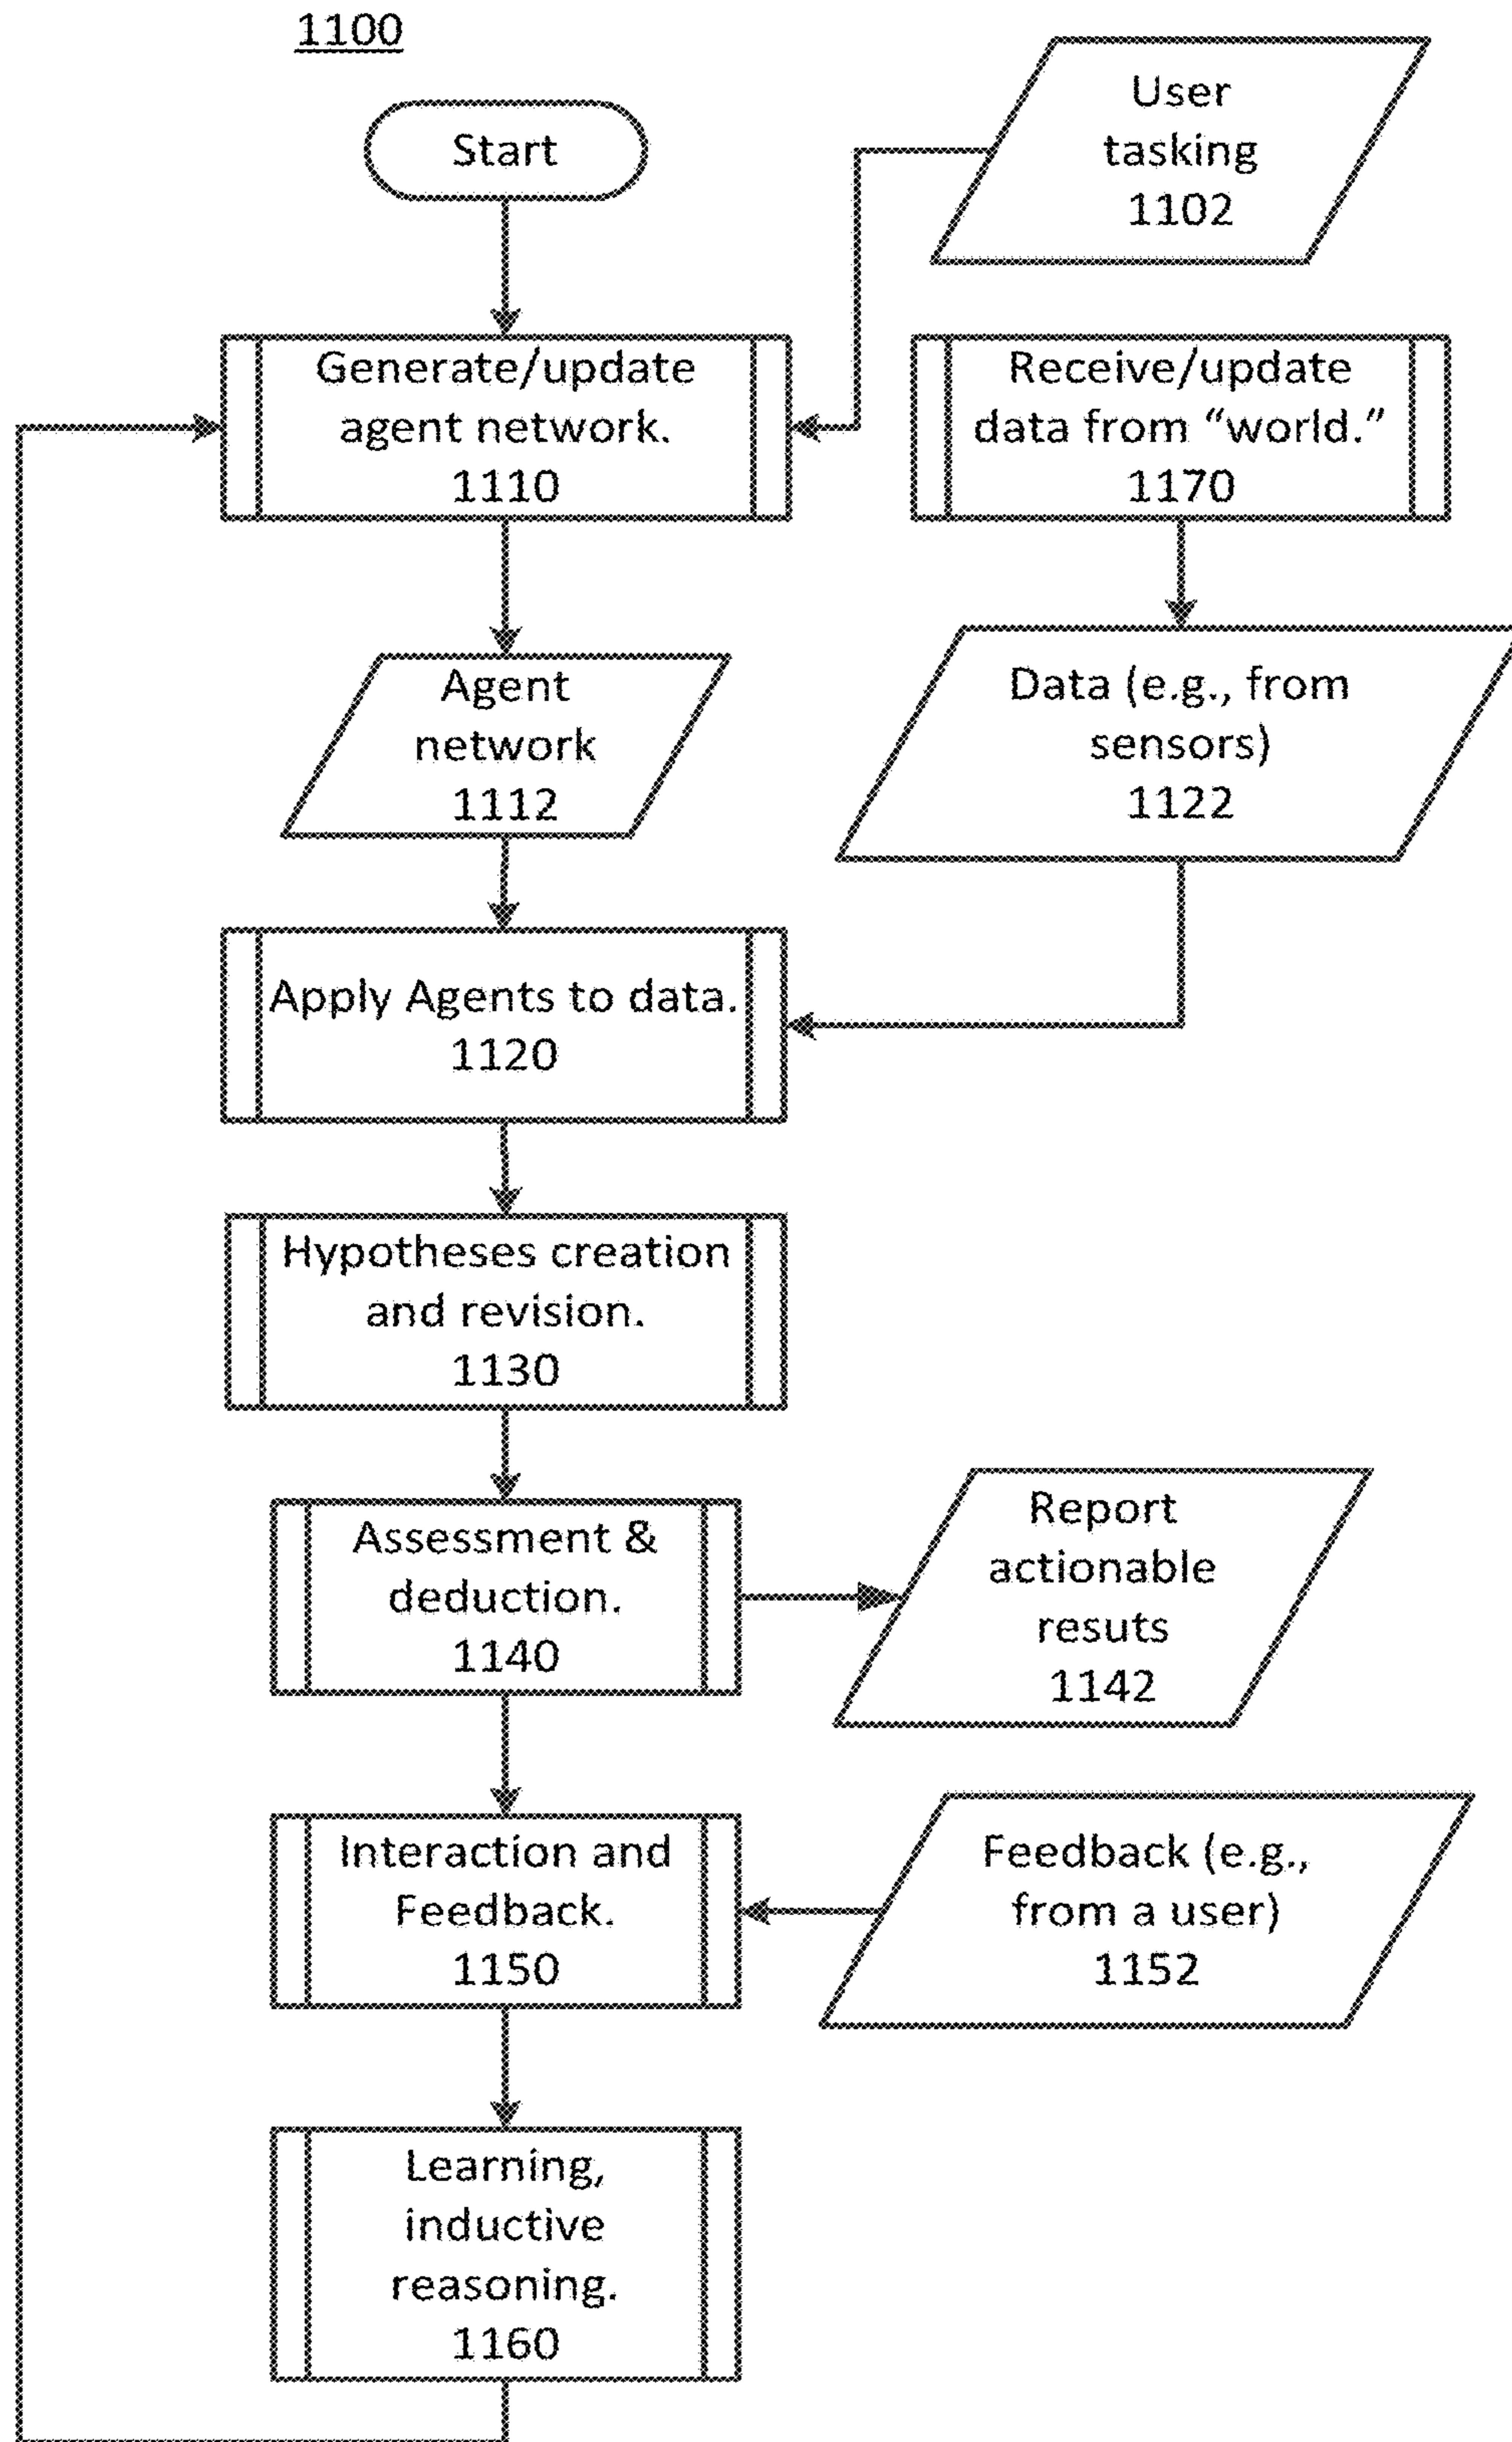 1100
Start
User
tasking
1102
Generate/update
agent network.
1110
Receive/update
data from “world.”
1170
Agent
network
1112
Data (e.g., from
sensors)
1122
Apply Agents to data.
1120
Hypotheses creation
and revision.
1130
Assessment &
deduction.
1140
Report
actionable
resuts
1142
Interaction and
Feedback.
1150
Feedback (e.g.,
from a user)
1152
Learning,
inductive
reasoning.
1160